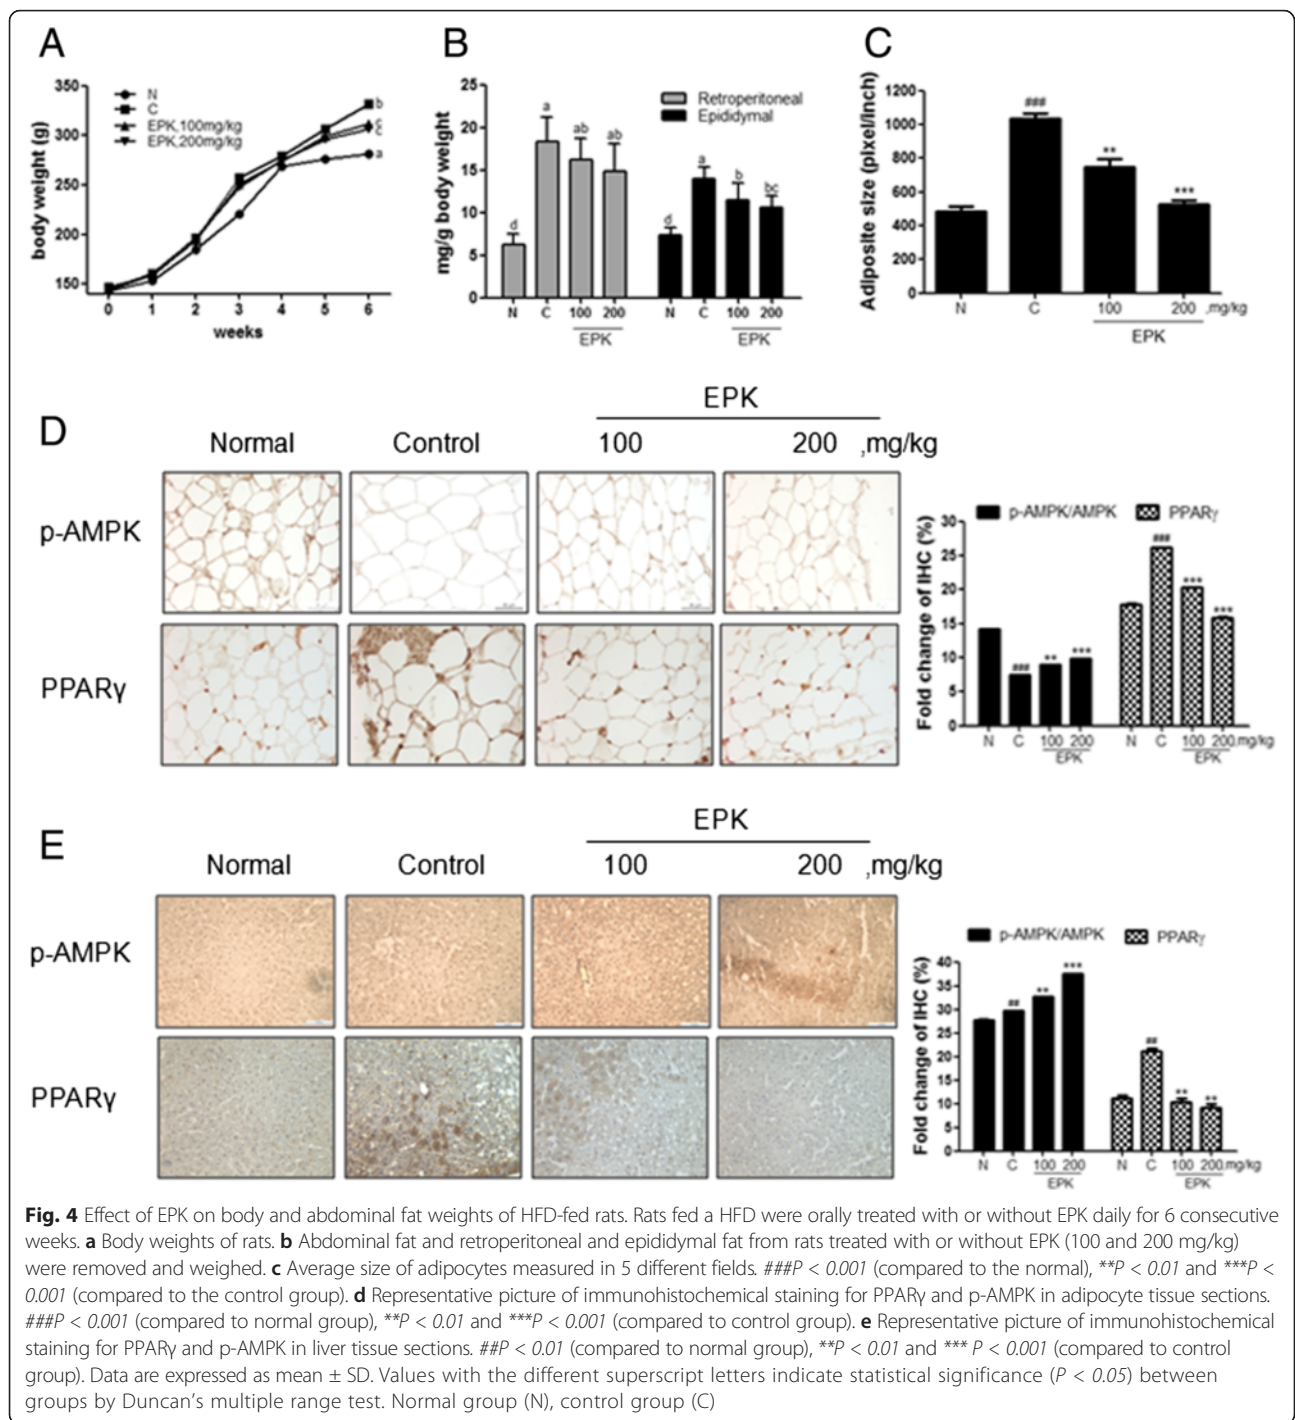 A
350
300
250
200
150
body weight (g)
N
C
EPK,100mg/kg
EPK,200mg/kg
b
c
c
a
0 1 2 3 4 5 6
weeks
B
25
20
15
10
5
0
mg/g body weight
Retroperitoneal
Epididymal
d a ab ab
d a b bc
N C 100 200 N C 100 200
EPK EPK
C
1200
1000
800
600
400
200
0
Adiposite size (pixel/inch)
### ** ***
N C 100 200 ,mg/kg
EPK
D
EPK
Normal Control 100 200 ,mg/kg
p-AMPK
PPARγ
p-AMPK/AMPK PPARγ
Fold change of IHC (%)
30
25
20
15
10
5
0
### ** ***
### *** ***
N C 100 200 N C 100 200 ,mg/kg
EPK EPK
E
EPK
Normal Control 100 200 ,mg/kg
p-AMPK
PPARγ
p-AMPK/AMPK PPARγ
Fold change of IHC (%)
40
35
30
25
20
15
10
5
0
## ** ***
## ** **
N C 100 200 N C 100 200 ,mg/kg
EPK EPK
Fig. 4 Effect of EPK on body and abdominal fat weights of HFD-fed rats. Rats fed a HFD were orally treated with or without EPK daily for 6 consecutive
weeks. a Body weights of rats. b Abdominal fat and retroperitoneal and epididymal fat from rats treated with or without EPK (100 and 200 mg/kg)
were removed and weighed. c Average size of adipocytes measured in 5 different fields. ###P < 0.001 (compared to the normal), **P < 0.01 and ***P <
0.001 (compared to the control group). d Representative picture of immunohistochemical staining for PPARγ and p-AMPK in adipocyte tissue sections.
###P < 0.001 (compared to normal group), **P < 0.01 and ***P < 0.001 (compared to control group). e Representative picture of immunohistochemical
staining for PPARγ and p-AMPK in liver tissue sections. ##P < 0.01 (compared to normal group), **P < 0.01 and *** P < 0.001 (compared to control
group). Data are expressed as mean ± SD. Values with the different superscript letters indicate statistical significance (P < 0.05) between
groups by Duncan's multiple range test. Normal group (N), control group (C)